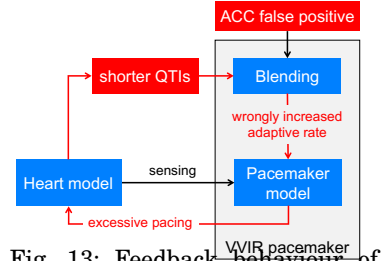 ACC false positive
shorter QTIs
Blending
wrongly increased
adaptive rate
sensing
Heart model
Pacemaker
model
excessive pacing
VVIR pacemaker
Fig. 13: Feedback behaviour of